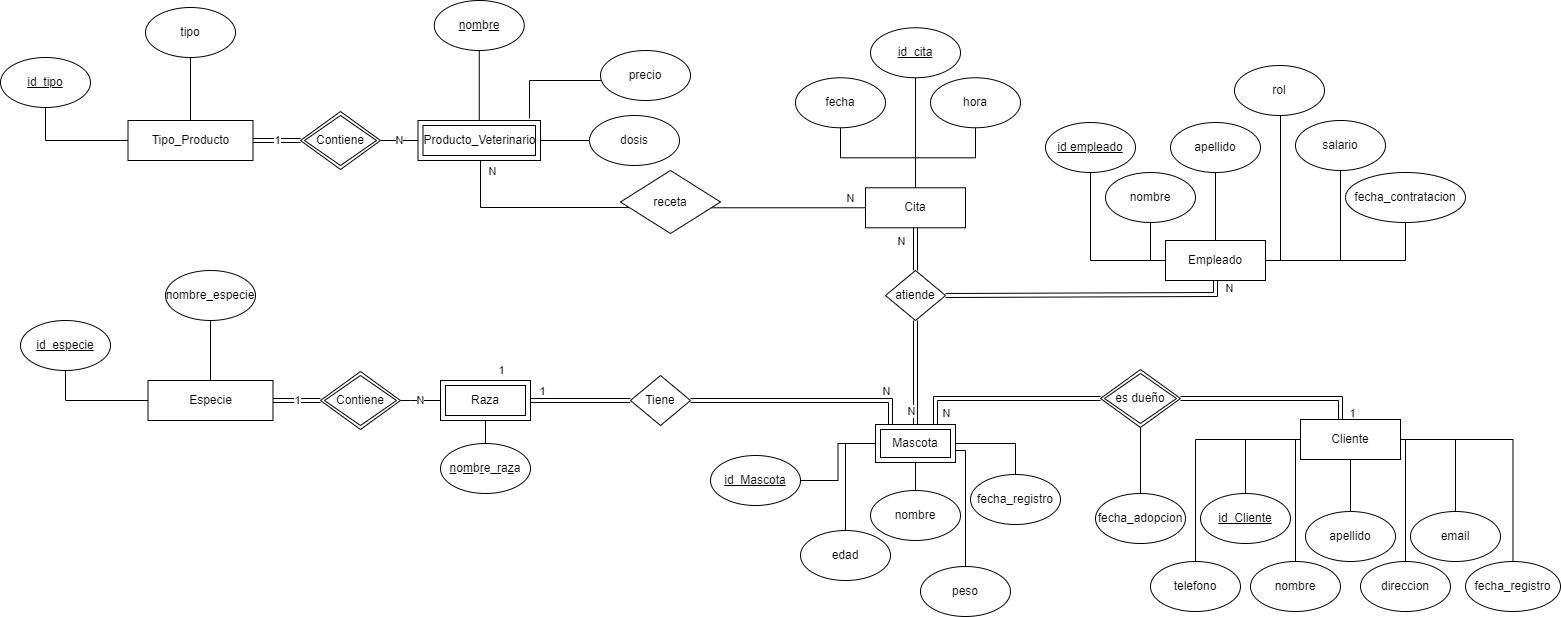 tipo
id_tipo
Tipo_Producto
1
Contiene
N
nombre
precio
dosis
Producto_Veterinario
N
receta
N
id_cita
fecha
hora
Cita
N
atiende
N
rol
id empleado
apellido
salario
nombre
fecha_contratacion
Empleado
N
nombre_especie
id_especie
Especie
1
Contiene
N
1
Raza
nombre_raza
1
Tiene
N
N
Mascota
id_Mascota
edad
nombre
peso
fecha_registro
es dueño
1
fecha_adopcion
Cliente
telefono
id_Cliente
nombre
apellido
direccion
email
fecha_registro